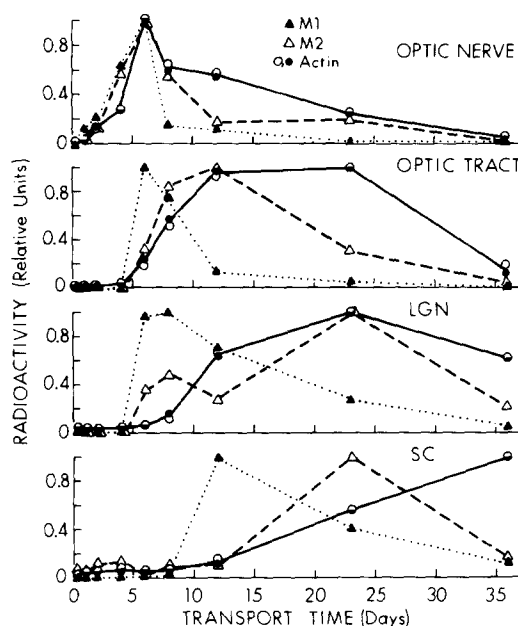 ▲ M1
△ M2
Actin
OPTIC NERVE
0.8
0.4
0
OPTIC TRACT
0.8
0.4
0
LGN
0.8
0.4
0
SC
0.8
0.4
0
0 5 10 15 20 25 30 35
RADIOACTIVITY (Relative Units)
TRANSPORT TIME (Days)